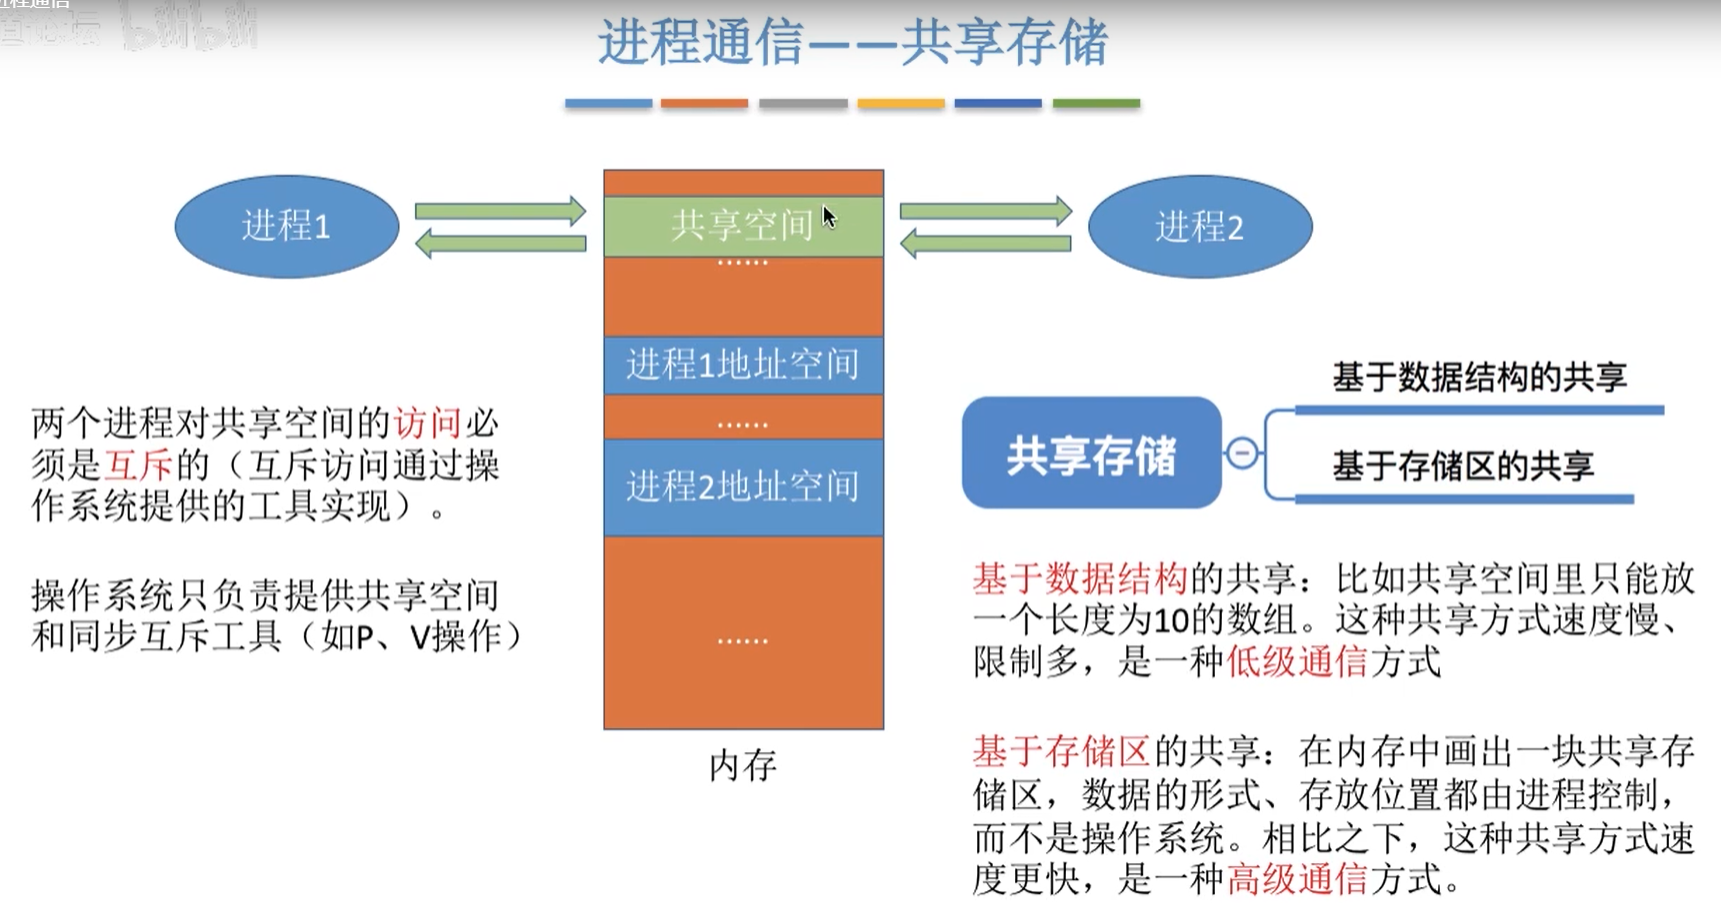 进程通信
bilibili
进程通信——共享存储
进程1
共享空间
进程2
......
进程1地址空间
......
进程2地址空间
......
内存
两个进程对共享空间的访问必
须是互斥的（互斥访问通过操
作系统提供的工具实现）。
操作系统只负责提供共享空间
和同步互斥工具（如P、V操作）
共享存储
基于数据结构的共享
基于存储区的共享
基于数据结构的共享：比如共享空间里只能放
一个长度为10的数组。这种共享方式速度慢、
限制多，是一种低级通信方式
基于存储区的共享：在内存中画出一块共享存
储区，数据的形式、存放位置都由进程控制，
而不是操作系统。相比之下，这种共享方式速
度更快，是一种高级通信方式。